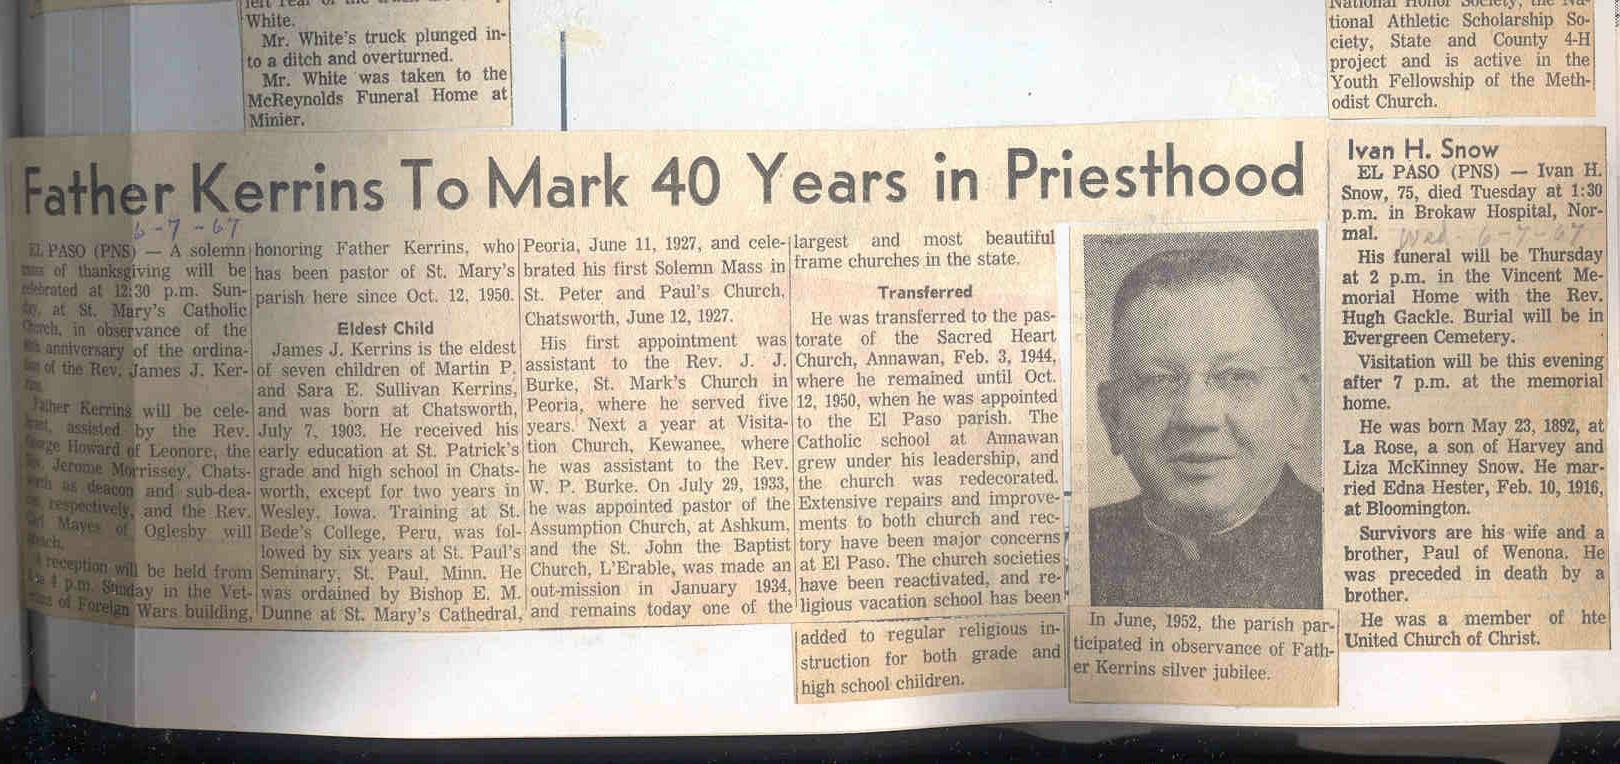 White.
Mr. White's truck plunged in-
to a ditch and overturned.
Mr. White was taken to the
McReynolds Funeral Home at
Minier.
National Honor Society, the Na-
tional Athletic Scholarship So-
ciety, State and County 4-H
project and is active in the
Youth Fellowship of the Meth-
odist Church.
Father Kerrins To Mark 40 Years in Priesthood
6-7-67
EL PASO (PNS) — A solemn
mass of thanksgiving will be
celebrated at 12:30 p.m. Sun-
day, at St. Mary's Catholic
Church, in observance of the
anniversary of the ordina-
of the Rev. James J. Ker-
Father Kerrins will be cele-
assisted by the Rev.
George Howard of Leonore, the
Jerome Morrissey, Chats-
worth as deacon and sub-dea-
respectively, and the Rev.
Mayes of Oglesby will
reception will be held from
4 p.m. Sunday in the Vet-
of Foreign Wars building,
honoring Father Kerrins, who
has been pastor of St. Mary's
parish here since Oct. 12, 1950.
Eldest Child
James J. Kerrins is the eldest
of seven children of Martin P.
and Sara E. Sullivan Kerrins,
and was born at Chatsworth,
July 7, 1903. He received his
early education at St. Patrick's
grade and high school in Chats-
worth, except for two years in
Wesley, Iowa. Training at St.
Bede's College, Peru, was fol-
lowed by six years at St. Paul's
Seminary, St. Paul, Minn. He
was ordained by Bishop E. M.
Dunne at St. Mary's Cathedral,
Peoria, June 11, 1927, and cele-
brated his first Solemn Mass in
St. Peter and Paul's Church,
Chatsworth, June 12, 1927.
His first appointment was
assistant to the Rev. J. J.
Burke, St. Mark's Church in
Peoria, where he served five
years. Next a year at Visita-
tion Church, Kewanee, where
he was assistant to the Rev.
W. P. Burke. On July 29, 1933,
he was appointed pastor of the
Assumption Church, at Ashkum,
and the St. John the Baptist
Church, L'Erable, was made an
out-mission in January 1934,
and remains today one of the
largest and most beautiful
frame churches in the state.
Transferred
He was transferred to the pas-
torate of the Sacred Heart
Church, Annawan, Feb. 3, 1944,
where he remained until Oct.
12, 1950, when he was appointed
to the El Paso parish. The
Catholic school at Annawan
grew under his leadership, and
the church was redecorated.
Extensive repairs and improve-
ments to both church and rec-
tory have been major concerns
at El Paso. The church societies
have been reactivated, and re-
ligious vacation school has been
added to regular religious in-
struction for both grade and
high school children.
In June, 1952, the parish par-
ticipated in observance of Fath-
er Kerrins silver jubilee.
Ivan H. Snow
EL PASO (PNS) — Ivan H.
Snow, 75, died Tuesday at 1:30
p.m. in Brokaw Hospital, Nor-
mal.
Wed - 6-7-67
His funeral will be Thursday
at 2 p.m. in the Vincent Me-
morial Home with the Rev.
Hugh Gackle. Burial will be in
Evergreen Cemetery.
Visitation will be this evening
after 7 p.m. at the memorial
home.
He was born May 23, 1892, at
La Rose, a son of Harvey and
Liza McKinney Snow. He mar-
ried Edna Hester, Feb. 10, 1916,
at Bloomington.
Survivors are his wife and a
brother, Paul of Wenona. He
was preceded in death by a
brother.
He was a member of hte
United Church of Christ.